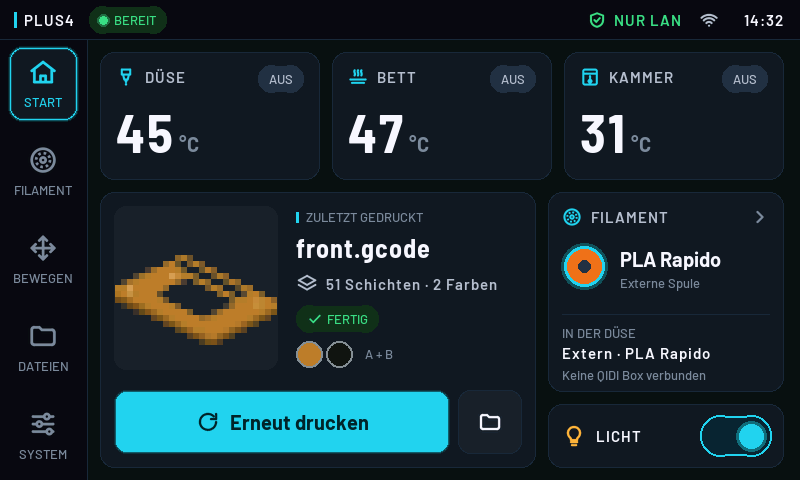 PLUS4
BEREIT
NUR LAN
14:32
START
FILAMENT
BEWEGEN
DATEIEN
SYSTEM
DÜSE
AUS
45 °C
BETT
AUS
47 °C
KAMMER
AUS
31 °C
ZULETZT GEDRUCKT
front.gcode
51 Schichten · 2 Farben
FERTIG
A + B
Erneut drucken
FILAMENT
PLA Rapido
Externe Spule
IN DER DÜSE
Extern · PLA Rapido
Keine QIDI Box verbunden
LICHT